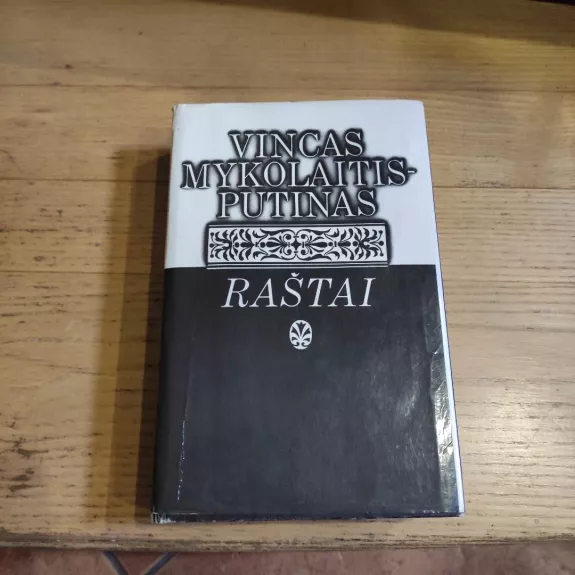 VINCAS
MYKOLAITIS-
PUTINAS
RAŠTAI